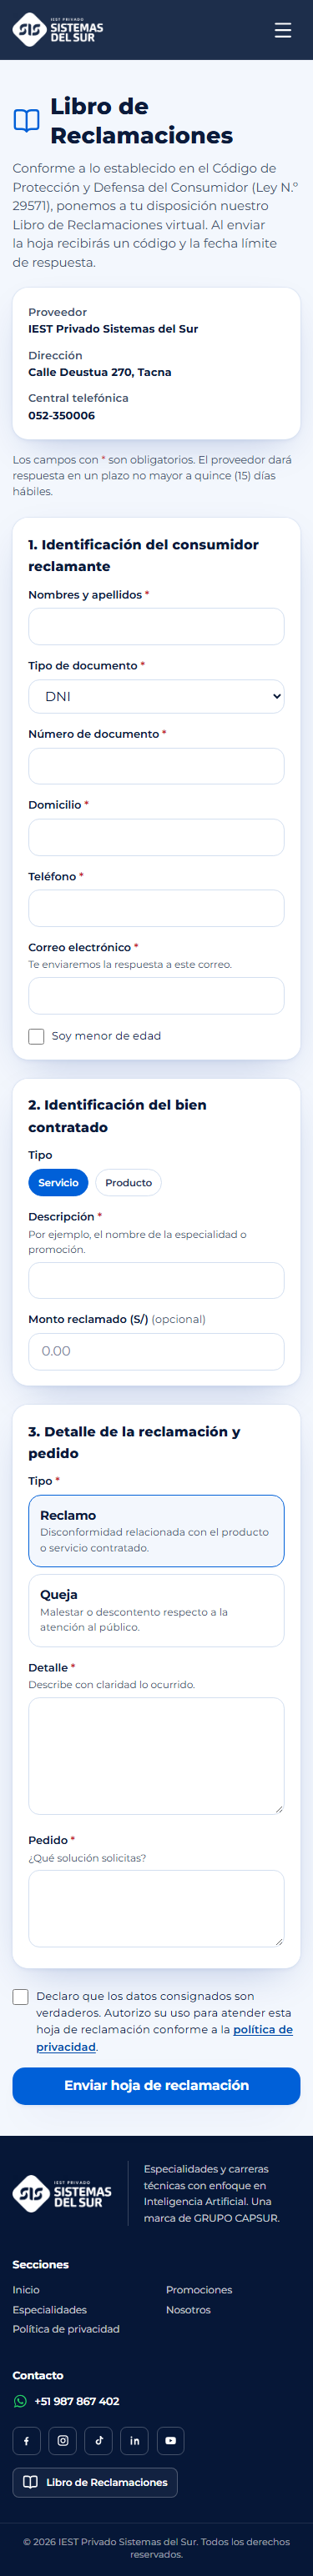 IEST PRIVADO
SISTEMAS
DEL SUR
Libro de
Reclamaciones
Conforme a lo establecido en el Código de
Protección y Defensa del Consumidor (Ley N.º
29571), ponemos a tu disposición nuestro
Libro de Reclamaciones virtual. Al enviar
la hoja recibirás un código y la fecha límite
de respuesta.
Proveedor
IEST Privado Sistemas del Sur
Dirección
Calle Deustua 270, Tacna
Central telefónica
052-350006
Los campos con * son obligatorios. El proveedor dará
respuesta en un plazo no mayor a quince (15) días
hábiles.
1. Identificación del consumidor
reclamante
Nombres y apellidos *
Tipo de documento *
DNI
Número de documento *
Domicilio *
Teléfono *
Correo electrónico *
Te enviaremos la respuesta a este correo.
Soy menor de edad
2. Identificación del bien
contratado
Tipo
Servicio Producto
Descripción *
Por ejemplo, el nombre de la especialidad o
promoción.
Monto reclamado (S/) (opcional)
0.00
3. Detalle de la reclamación y
pedido
Tipo *
Reclamo
Disconformidad relacionada con el producto
o servicio contratado.
Queja
Malestar o descontento respecto a la
atención al público.
Detalle *
Describe con claridad lo ocurrido.
Pedido *
¿Qué solución solicitas?
Declaro que los datos consignados son
verdaderos. Autorizo su uso para atender esta
hoja de reclamación conforme a la política de
privacidad.
Enviar hoja de reclamación
IEST PRIVADO
SISTEMAS
DEL SUR
Especialidades y carreras
técnicas con enfoque en
Inteligencia Artificial. Una
marca de GRUPO CAPSUR.
Secciones
Inicio Promociones
Especialidades Nosotros
Política de privacidad
Contacto
+51 987 867 402
Libro de Reclamaciones
© 2026 IEST Privado Sistemas del Sur. Todos los derechos
reservados.